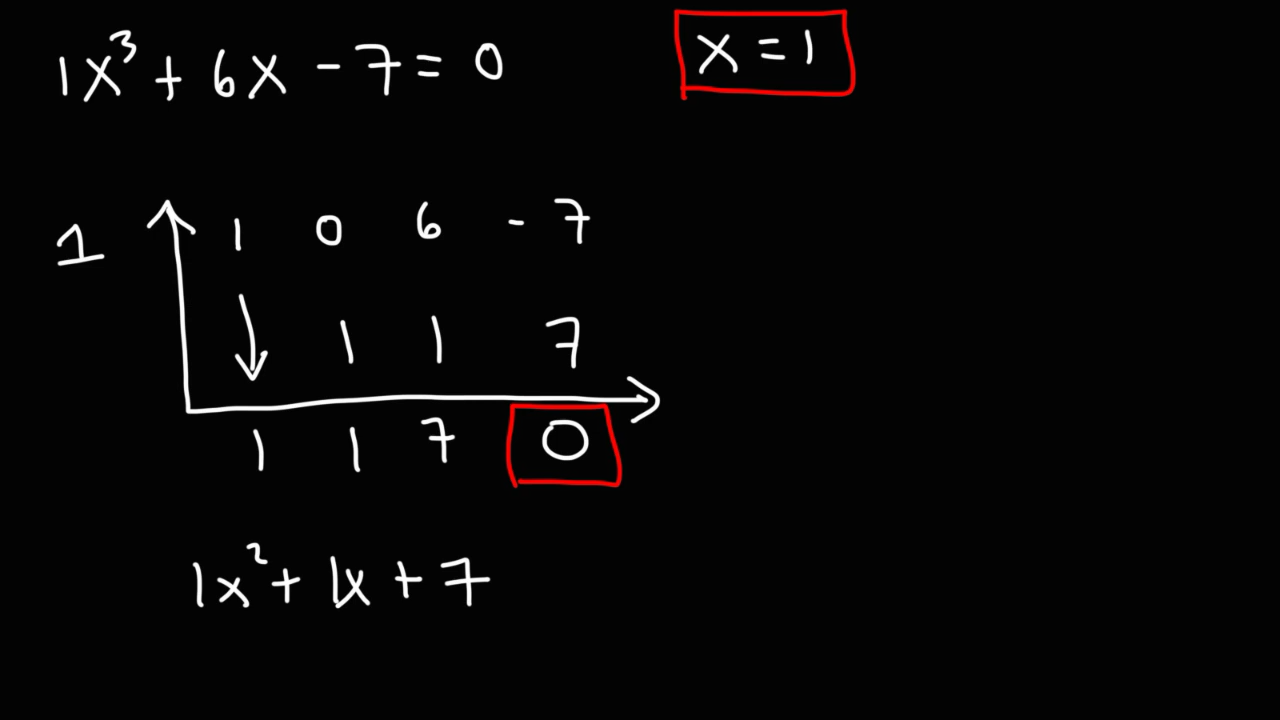 1x³ + 6x - 7 = 0
x = 1
1 1 0 6 -7
1 1 7
1 1 7 0
1x² + 1x + 7